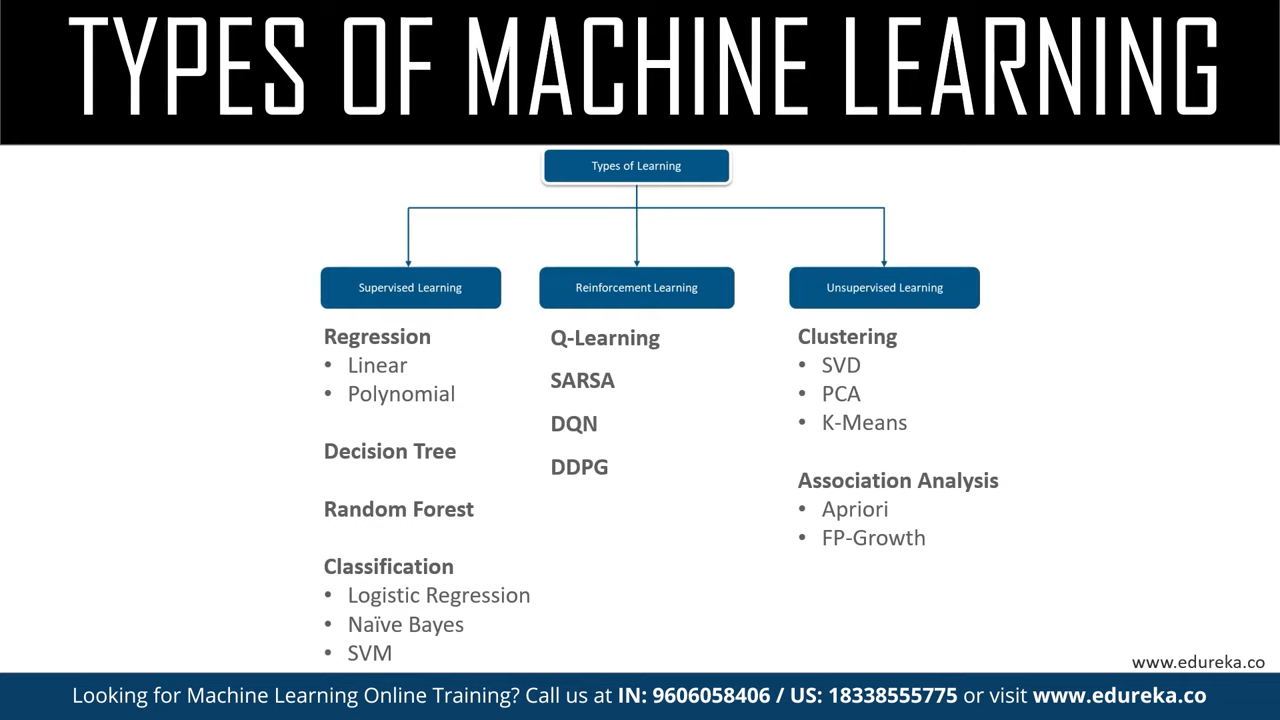 TYPES OF MACHINE LEARNING
Types of Learning
Supervised Learning
Regression
• Linear
• Polynomial
Decision Tree
Random Forest
Classification
• Logistic Regression
• Naïve Bayes
• SVM
Reinforcement Learning
Q-Learning
SARSA
DQN
DDPG
Unsupervised Learning
Clustering
• SVD
• PCA
• K-Means
Association Analysis
• Apriori
• FP-Growth
www.edureka.co
Looking for Machine Learning Online Training? Call us at IN: 9606058406 / US: 18338555775 or visit www.edureka.co